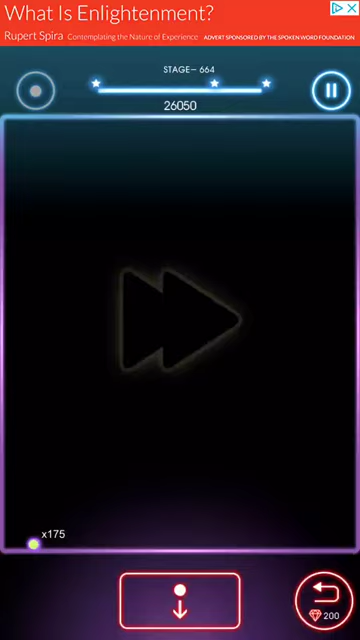 What Is Enlightenment?
Rupert Spira Contemplating the Nature of Experience ADVERT SPONSORED BY THE SPOKEN WORD FOUNDATION
STAGE- 664
26050
x175
200